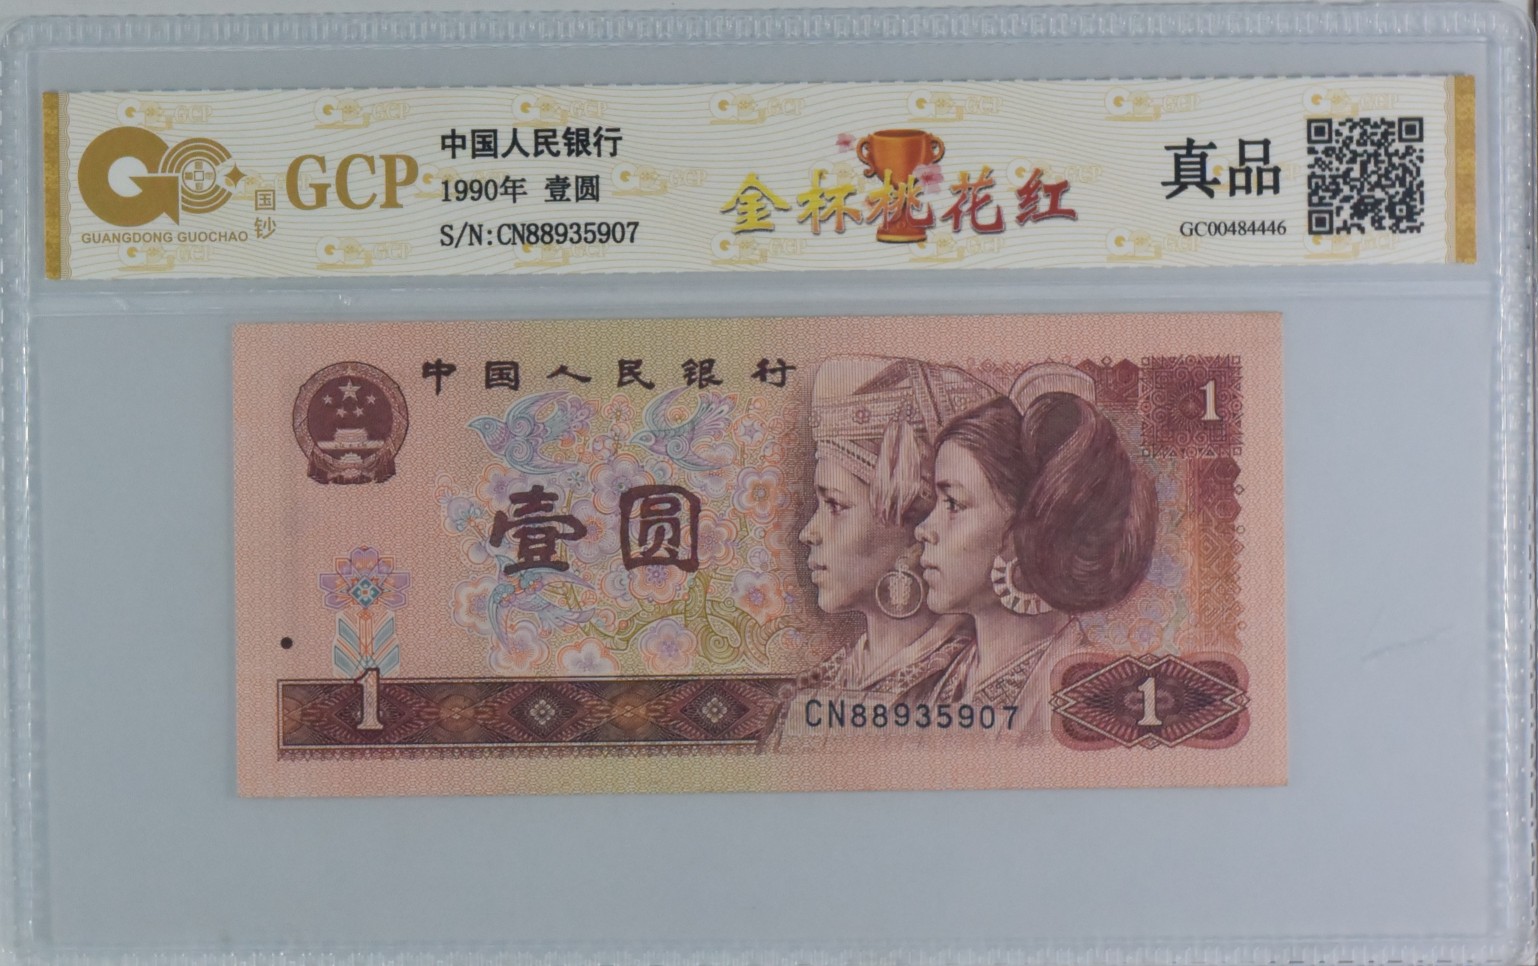 GUANGDONG GUOCHAO
国钞
GCP
中国人民银行
1990年 壹圆
S/N:CN88935907
金杯桃花红
真品
GC00484446
中国人民银行
1
壹圆
1
CN88935907
1